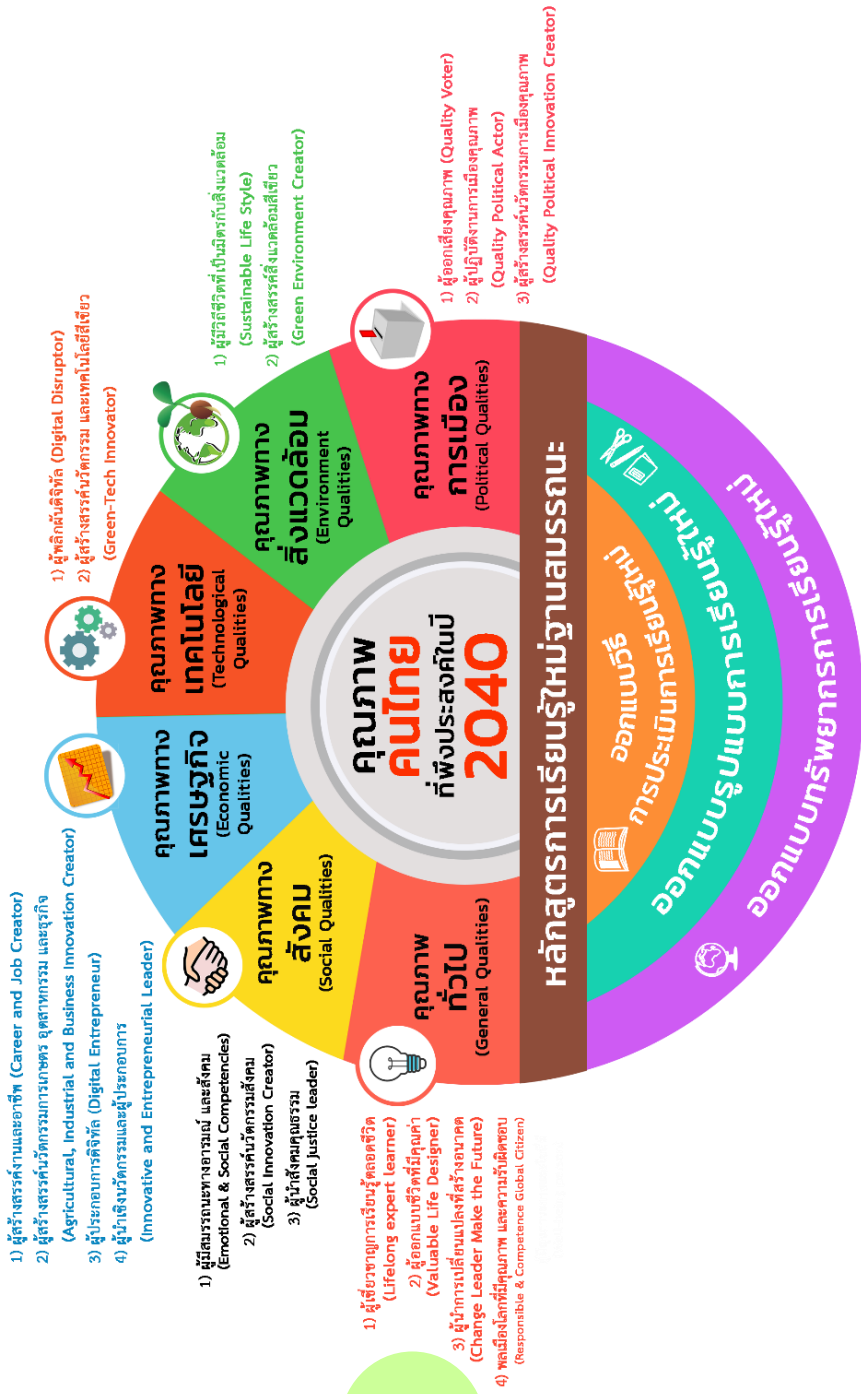 1) ผู้สร้างสรรค์งานและอาชีพ (Career and Job Creator)
2) ผู้สร้างสรรค์นวัตกรรมการเกษตร อุตสาหกรรม และธุรกิจ
(Agricultural, Industrial and Business Innovation Creator)
3) ผู้ประกอบการดิจิทัล (Digital Entrepreneur)
4) ผู้นำเชิงนวัตกรรมและผู้ประกอบการ
(Innovative and Entrepreneurial Leader)
1) ผู้พลิกผันดิจิทัล (Digital Disruptor)
2) ผู้สร้างสรรค์นวัตกรรม และเทคโนโลยีสีเขียว
(Green-Tech Innovator)
1) ผู้มีสมรรถนะทางอารมณ์ และสังคม
(Emotional & Social Competencies)
2) ผู้สร้างสรรค์นวัตกรรมสังคม
(Social Innovation Creator)
3) ผู้นำสังคมคุณธรรม
(Social Justice leader)
1) ผู้มีวิถีชีวิตที่เป็นมิตรกับสิ่งแวดล้อม
(Sustainable Life Style)
2) ผู้สร้างสรรค์สิ่งแวดล้อมสีเขียว
(Green Environment Creator)
1) ผู้เชี่ยวชาญการเรียนรู้ตลอดชีวิต
(Lifelong expert learner)
2) ผู้ออกแบบชีวิตที่มีคุณค่า
(Valuable Life Designer)
3) ผู้นำการเปลี่ยนแปลงที่สร้างอนาคต
(Change Leader Make the Future)
4) พลเมืองโลกที่มีคุณภาพ และความรับผิดชอบ
(Responsible & Competence Global Citizen)
1) ผู้ออกเสียงคุณภาพ (Quality Voter)
2) ผู้ปฏิบัติงานการเมืองคุณภาพ
(Quality Political Actor)
3) ผู้สร้างสรรค์นวัตกรรมการเมืองคุณภาพ
(Quality Political Innovation Creator)
คุณภาพ
ทั่วไป
(General Qualities)
คุณภาพทาง
สังคม
(Social Qualities)
คุณภาพทาง
เศรษฐกิจ
(Economic
Qualities)
คุณภาพทาง
เทคโนโลยี
(Technological
Qualities)
คุณภาพทาง
สิ่งแวดล้อม
(Environment
Qualities)
คุณภาพทาง
การเมือง
(Political Qualities)
คุณภาพ
คนไทย
ที่พึงประสงค์ในปี
2040
หลักสูตรการเรียนรู้ใหม่ฐานสมรรถนะ
ออกแบบวิธี
การประเมินการเรียนรู้ใหม่
ออกแบบรูปแบบการเรียนรู้ใหม่
ออกแบบทรัพยากรการเรียนรู้ใหม่